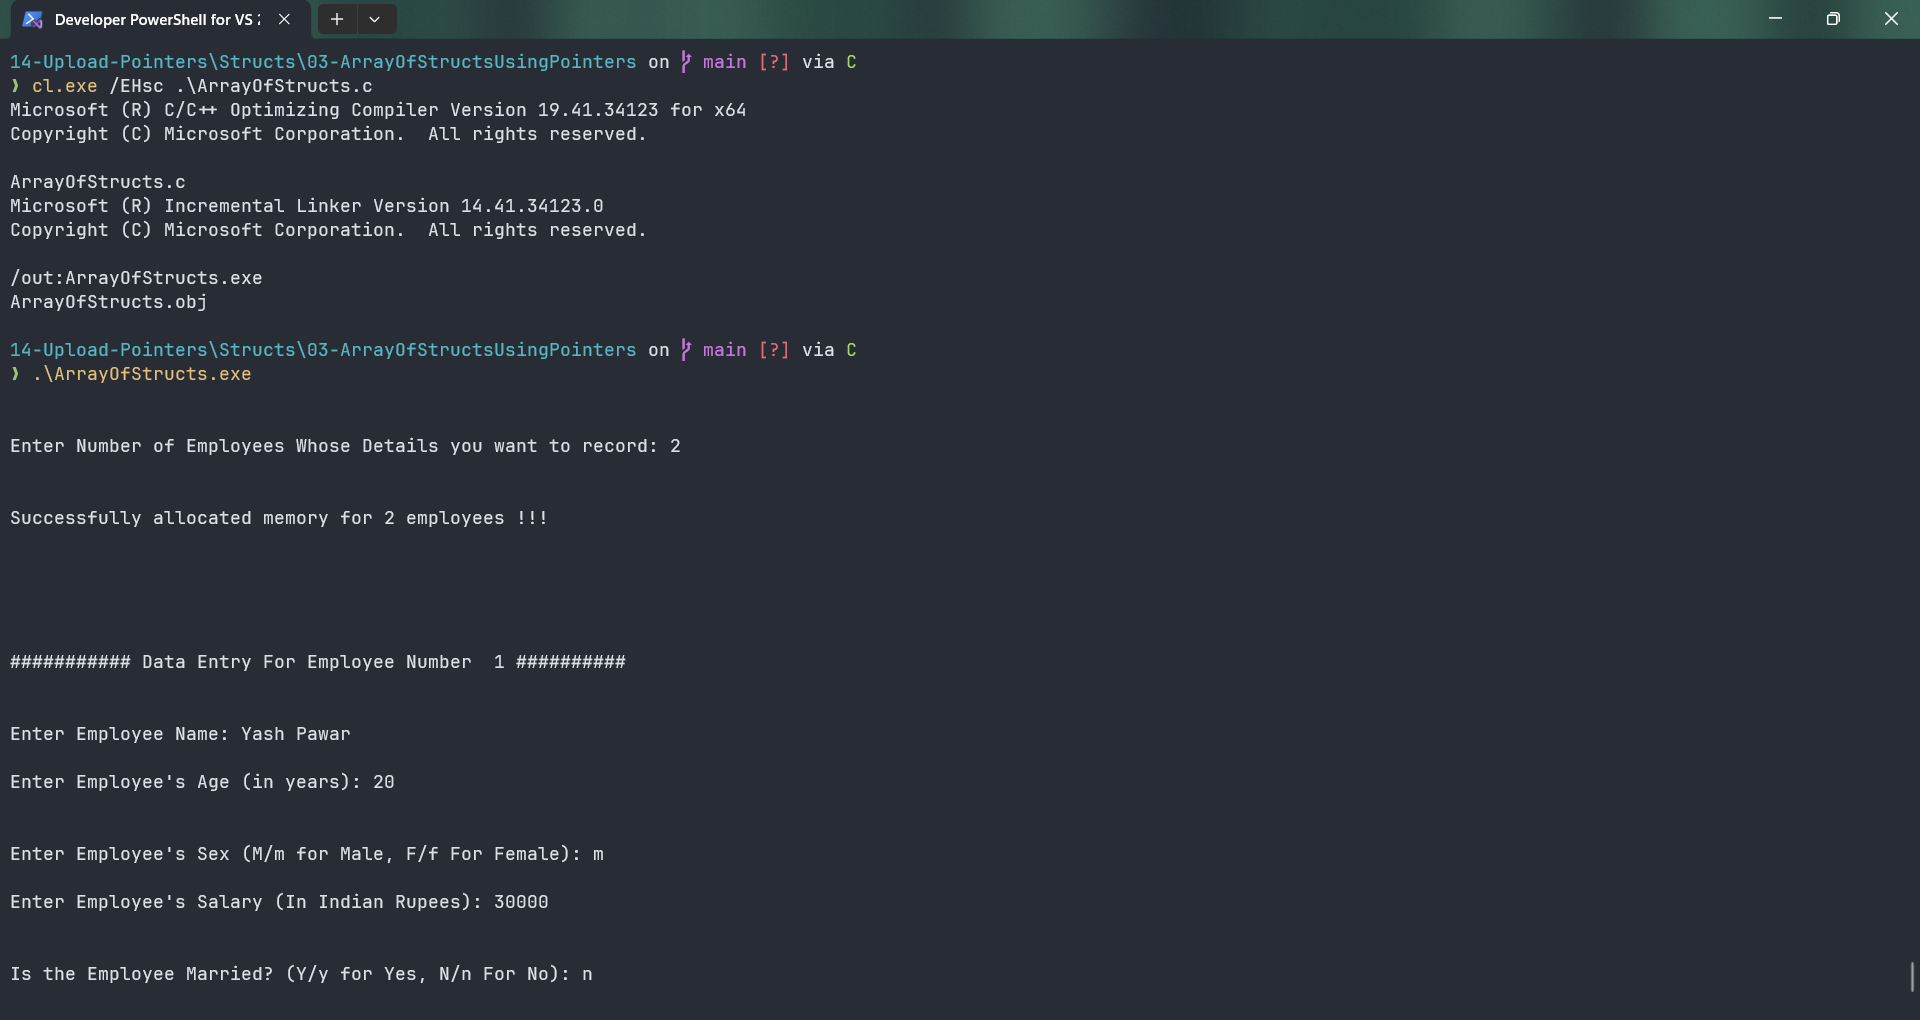 Developer PowerShell for VS 2
14-Upload-Pointers\Structs\03-ArrayOfStructsUsingPointers on main [?] via C
❯ cl.exe /EHsc .\ArrayOfStructs.c
Microsoft (R) C/C++ Optimizing Compiler Version 19.41.34123 for x64
Copyright (C) Microsoft Corporation.  All rights reserved.
ArrayOfStructs.c
Microsoft (R) Incremental Linker Version 14.41.34123.0
Copyright (C) Microsoft Corporation.  All rights reserved.
/out:ArrayOfStructs.exe
ArrayOfStructs.obj
14-Upload-Pointers\Structs\03-ArrayOfStructsUsingPointers on main [?] via C
❯ .\ArrayOfStructs.exe
Enter Number of Employees Whose Details you want to record: 2
Successfully allocated memory for 2 employees !!!
########### Data Entry For Employee Number  1 ##########
Enter Employee Name: Yash Pawar
Enter Employee's Age (in years): 20
Enter Employee's Sex (M/m for Male, F/f For Female): m
Enter Employee's Salary (In Indian Rupees): 30000
Is the Employee Married? (Y/y for Yes, N/n For No): n